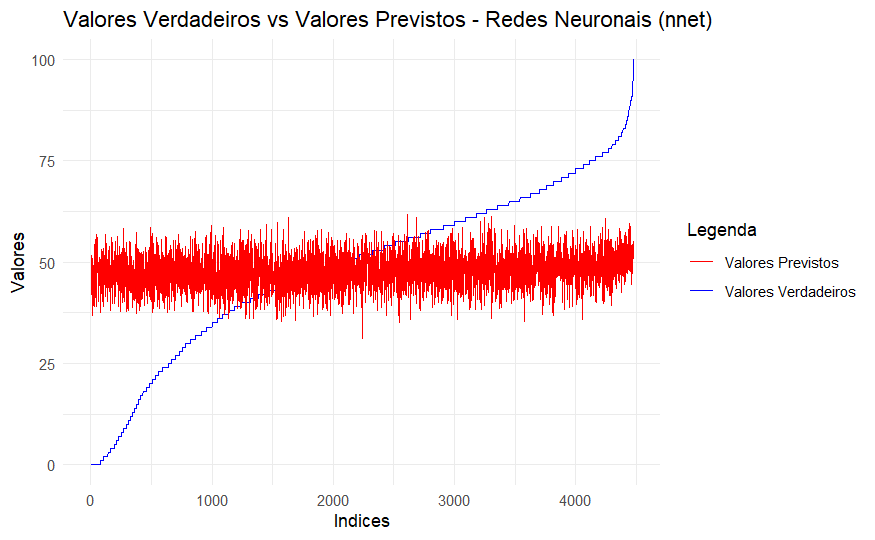 Valores Verdadeiros vs Valores Previstos - Redes Neuronais (nnet)
100
75
50
25
0
Valores
0 1000 2000 3000 4000
Indices
Legenda
Valores Previstos
Valores Verdadeiros